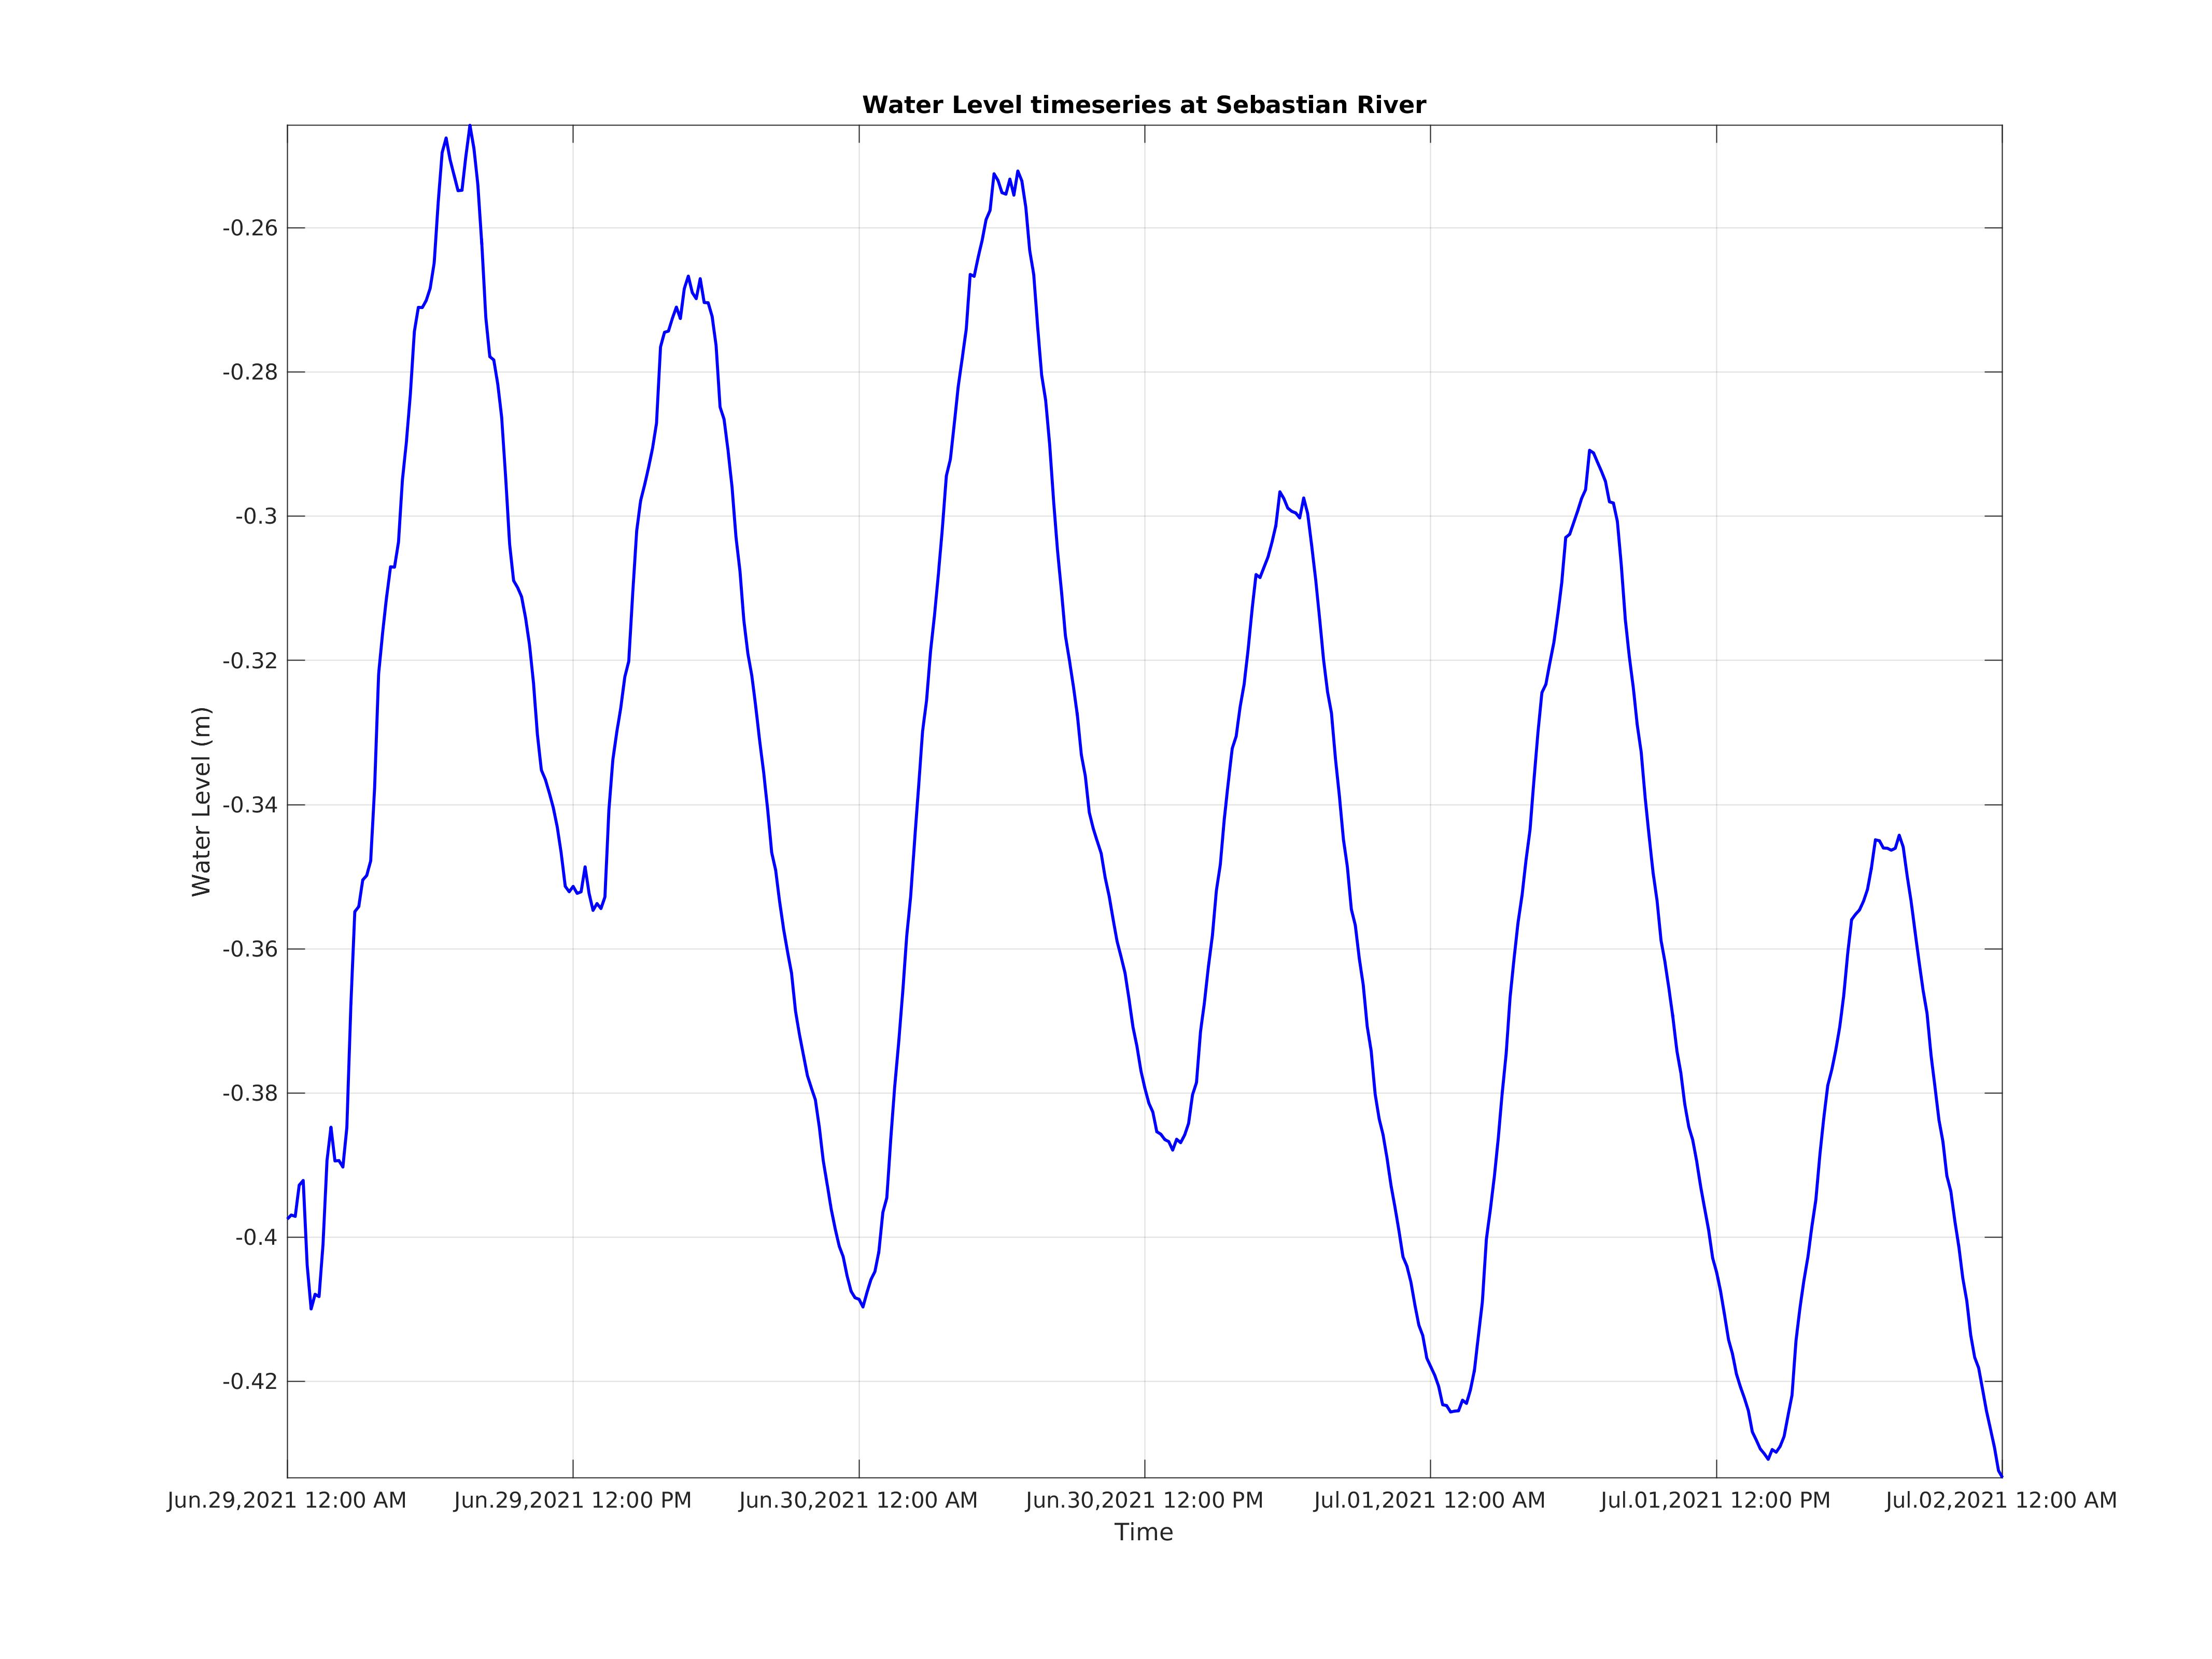 Water Level timeseries at Sebastian River
-0.26
-0.28
-0.3
-0.32
-0.34
-0.36
-0.38
-0.4
-0.42
Water Level (m)
Jun.29,2021 12:00 AM
Jun.29,2021 12:00 PM
Jun.30,2021 12:00 AM
Jun.30,2021 12:00 PM
Jul.01,2021 12:00 AM
Jul.01,2021 12:00 PM
Jul.02,2021 12:00 AM
Time